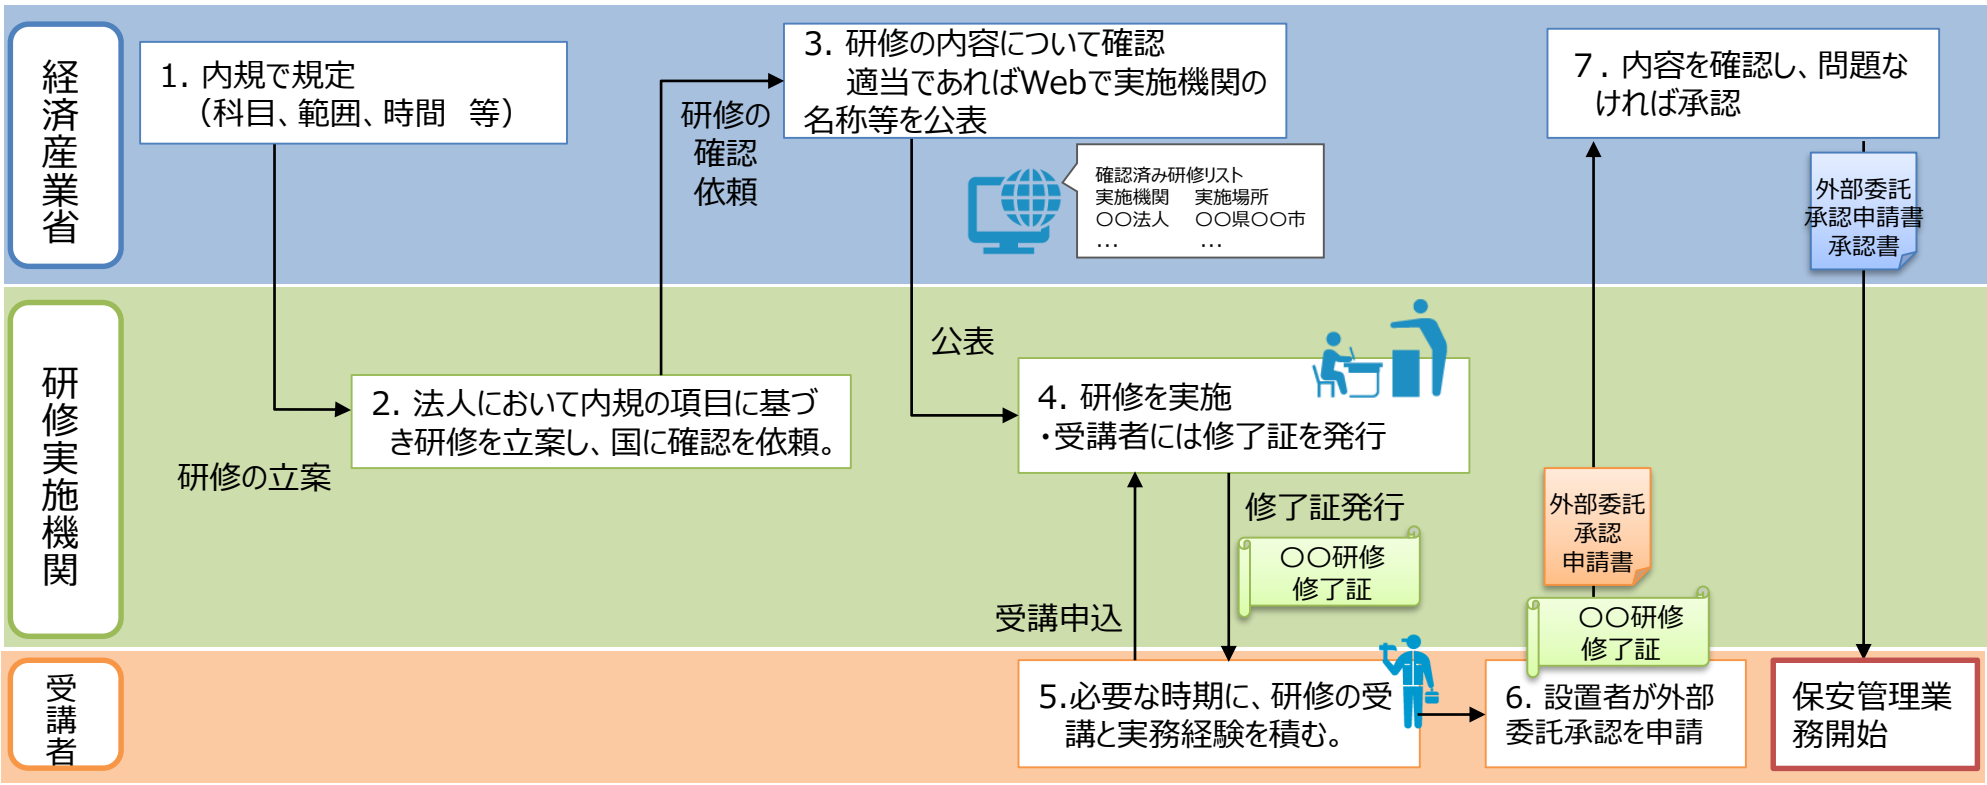 経済産業省
1. 内規で規定
（科目、範囲、時間　等）
研修の
確認
依頼
3. 研修の内容について確認
適当であればWebで実施機関の
名称等を公表
確認済み研修リスト
実施機関　実施場所
〇〇法人　〇〇県〇〇市
…　…
7. 内容を確認し、問題な
ければ承認
外部委託
承認申請書
承認書
研修実施機関
研修の立案
2. 法人において内規の項目に基づ
き研修を立案し、国に確認を依頼。
公表
4. 研修を実施
・受講者には修了証を発行
修了証発行
〇〇研修
修了証
受講申込
外部委託
承認
申請書
〇〇研修
修了証
受講者
5.必要な時期に、研修の受
講と実務経験を積む。
6. 設置者が外部
委託承認を申請
保安管理業
務開始